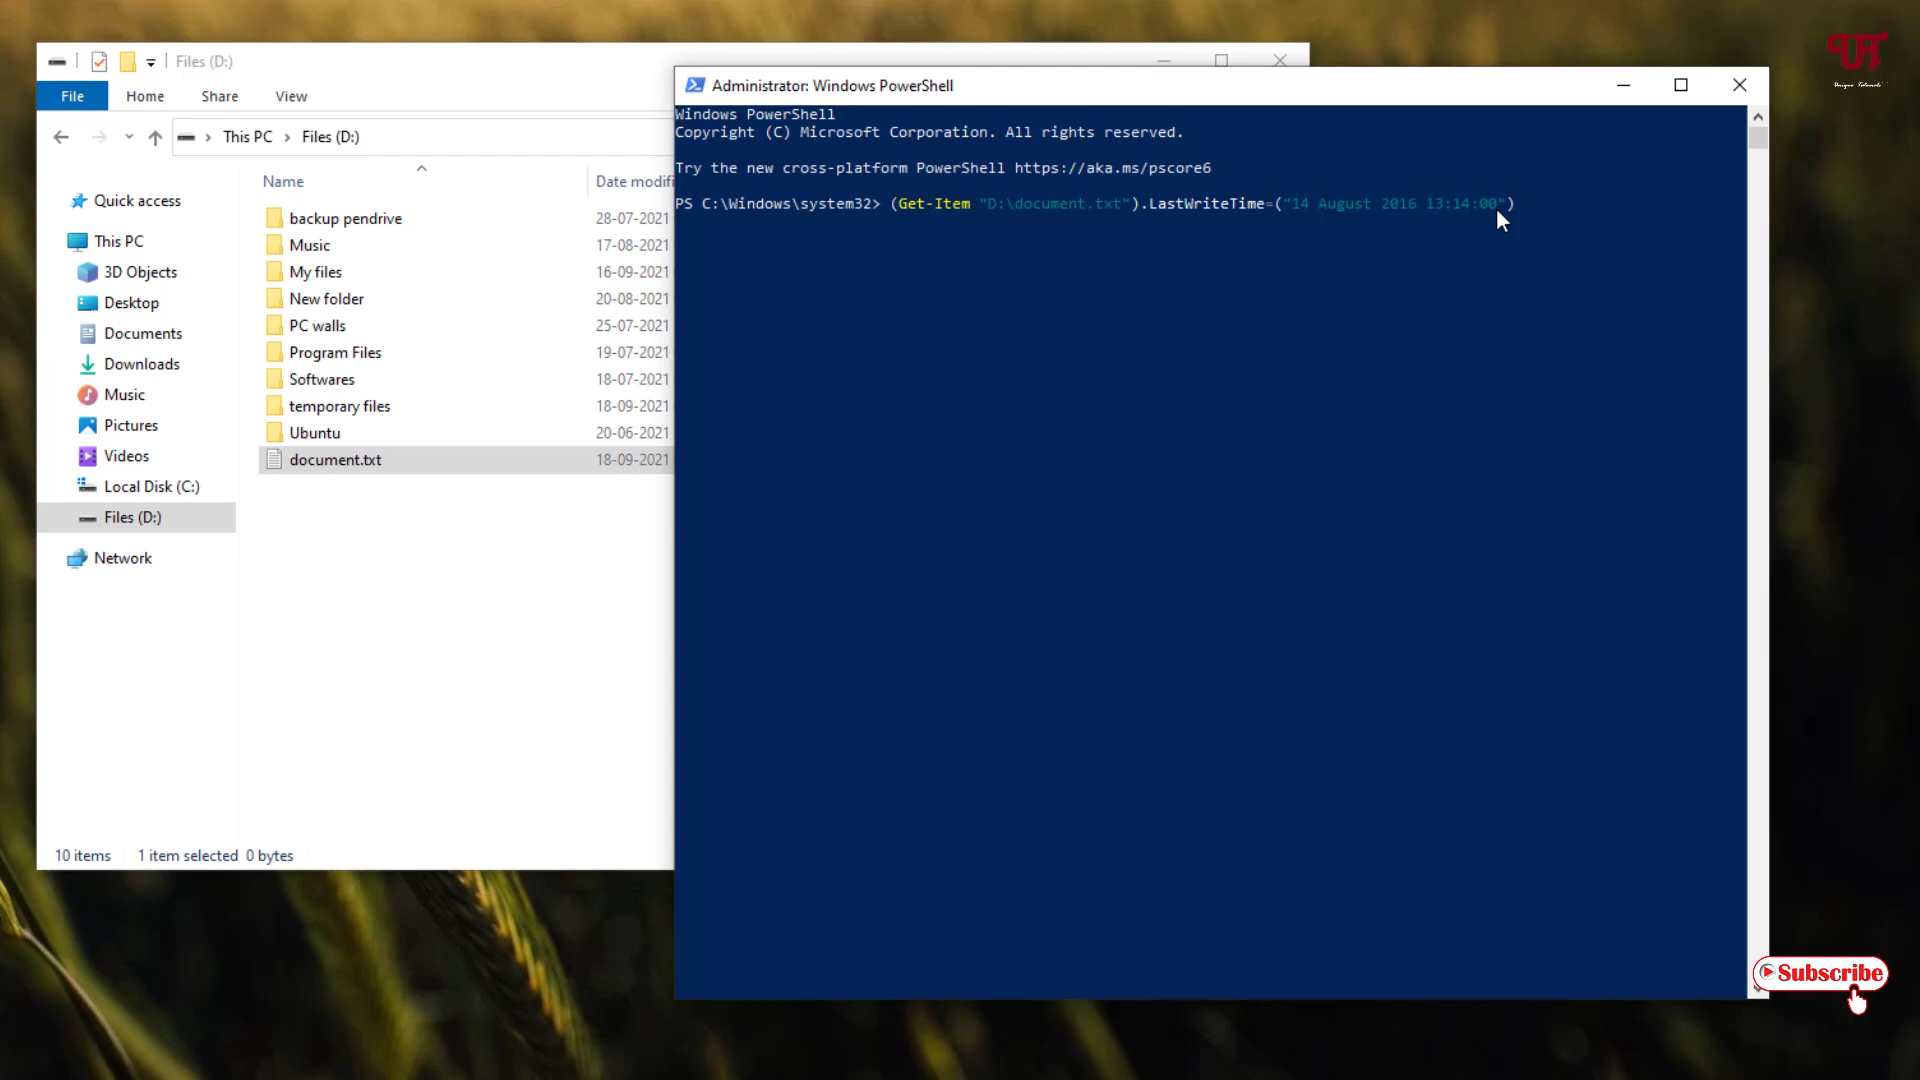 Files (D:)
File
Home
Share
View
This PC
Files (D:)
Name
Date modifi
Quick access
This PC
3D Objects
Desktop
Documents
Downloads
Music
Pictures
Videos
Local Disk (C:)
Files (D:)
Network
backup pendrive 28-07-2021
Music 17-08-2021
My files 16-09-2021
New folder 20-08-2021
PC walls 25-07-2021
Program Files 19-07-2021
Softwares 18-07-2021
temporary files 18-09-2021
Ubuntu 20-06-2021
document.txt 18-09-2021
10 items 1 item selected 0 bytes
Administrator: Windows PowerShell
Windows PowerShell
Copyright (C) Microsoft Corporation. All rights reserved.
Try the new cross-platform PowerShell https://aka.ms/pscore6
PS C:\Windows\system32> (Get-Item "D:\document.txt").LastWriteTime=("14 August 2016 13:14:00")
UT
Unique Tutorials
Subscribe